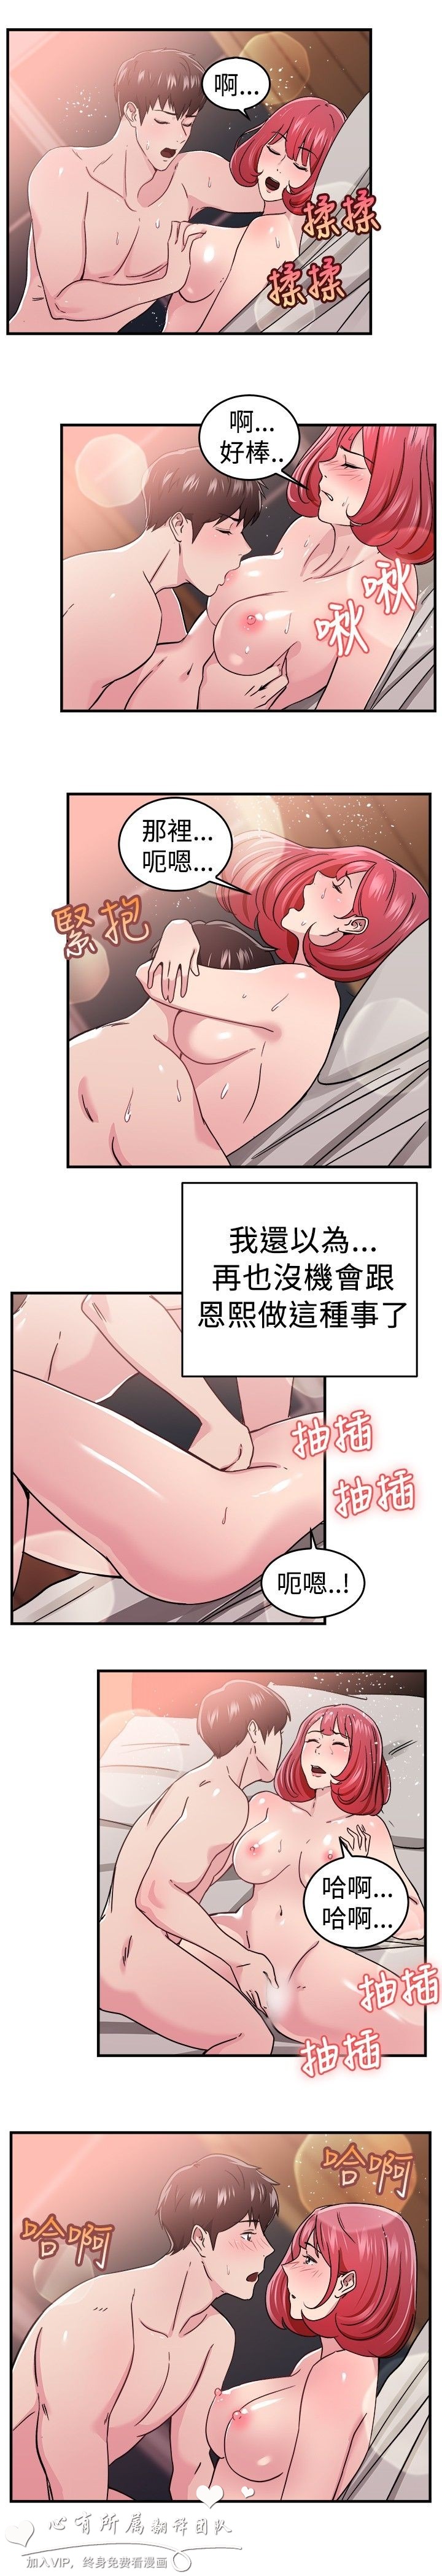 啊...
揉揉
揉揉
啊...
好棒..
啾
啾
那裡...
呃嗯...
緊抱
我還以為...
再也沒機會跟
恩熙做這種事了
抽插
抽插
呃嗯..!
哈啊...
哈啊...
抽插
抽插
哈啊
哈啊
心有所属翻译团队
加入VIP，终身免费看漫画